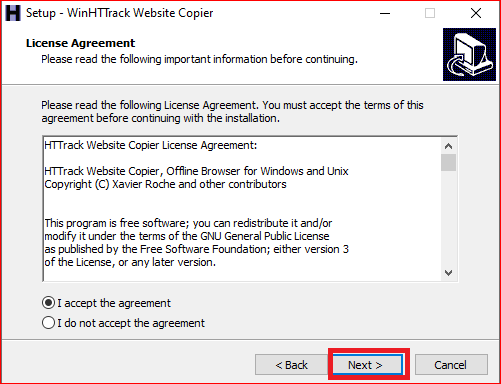 Setup - WinHTTrack Website Copier
License Agreement
Please read the following important information before continuing.
Please read the following License Agreement. You must accept the terms of this
agreement before continuing with the installation.
HTTrack Website Copier License Agreement:
HTTrack Website Copier, Offline Browser for Windows and Unix
Copyright (C) Xavier Roche and other contributors
This program is free software; you can redistribute it and/or
modify it under the terms of the GNU General Public License
as published by the Free Software Foundation; either version 3
of the License, or any later version.
I accept the agreement
I do not accept the agreement
< Back Next > Cancel